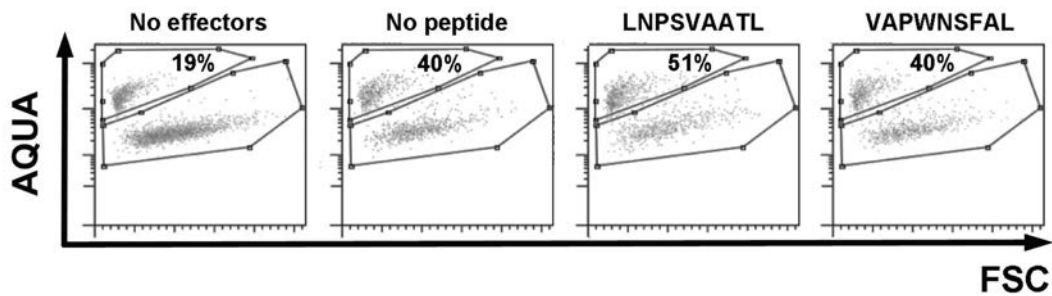 No effectors No peptide LNPSVAATL VAPWNSFAL
19% 40% 51% 40%
AQUA
FSC